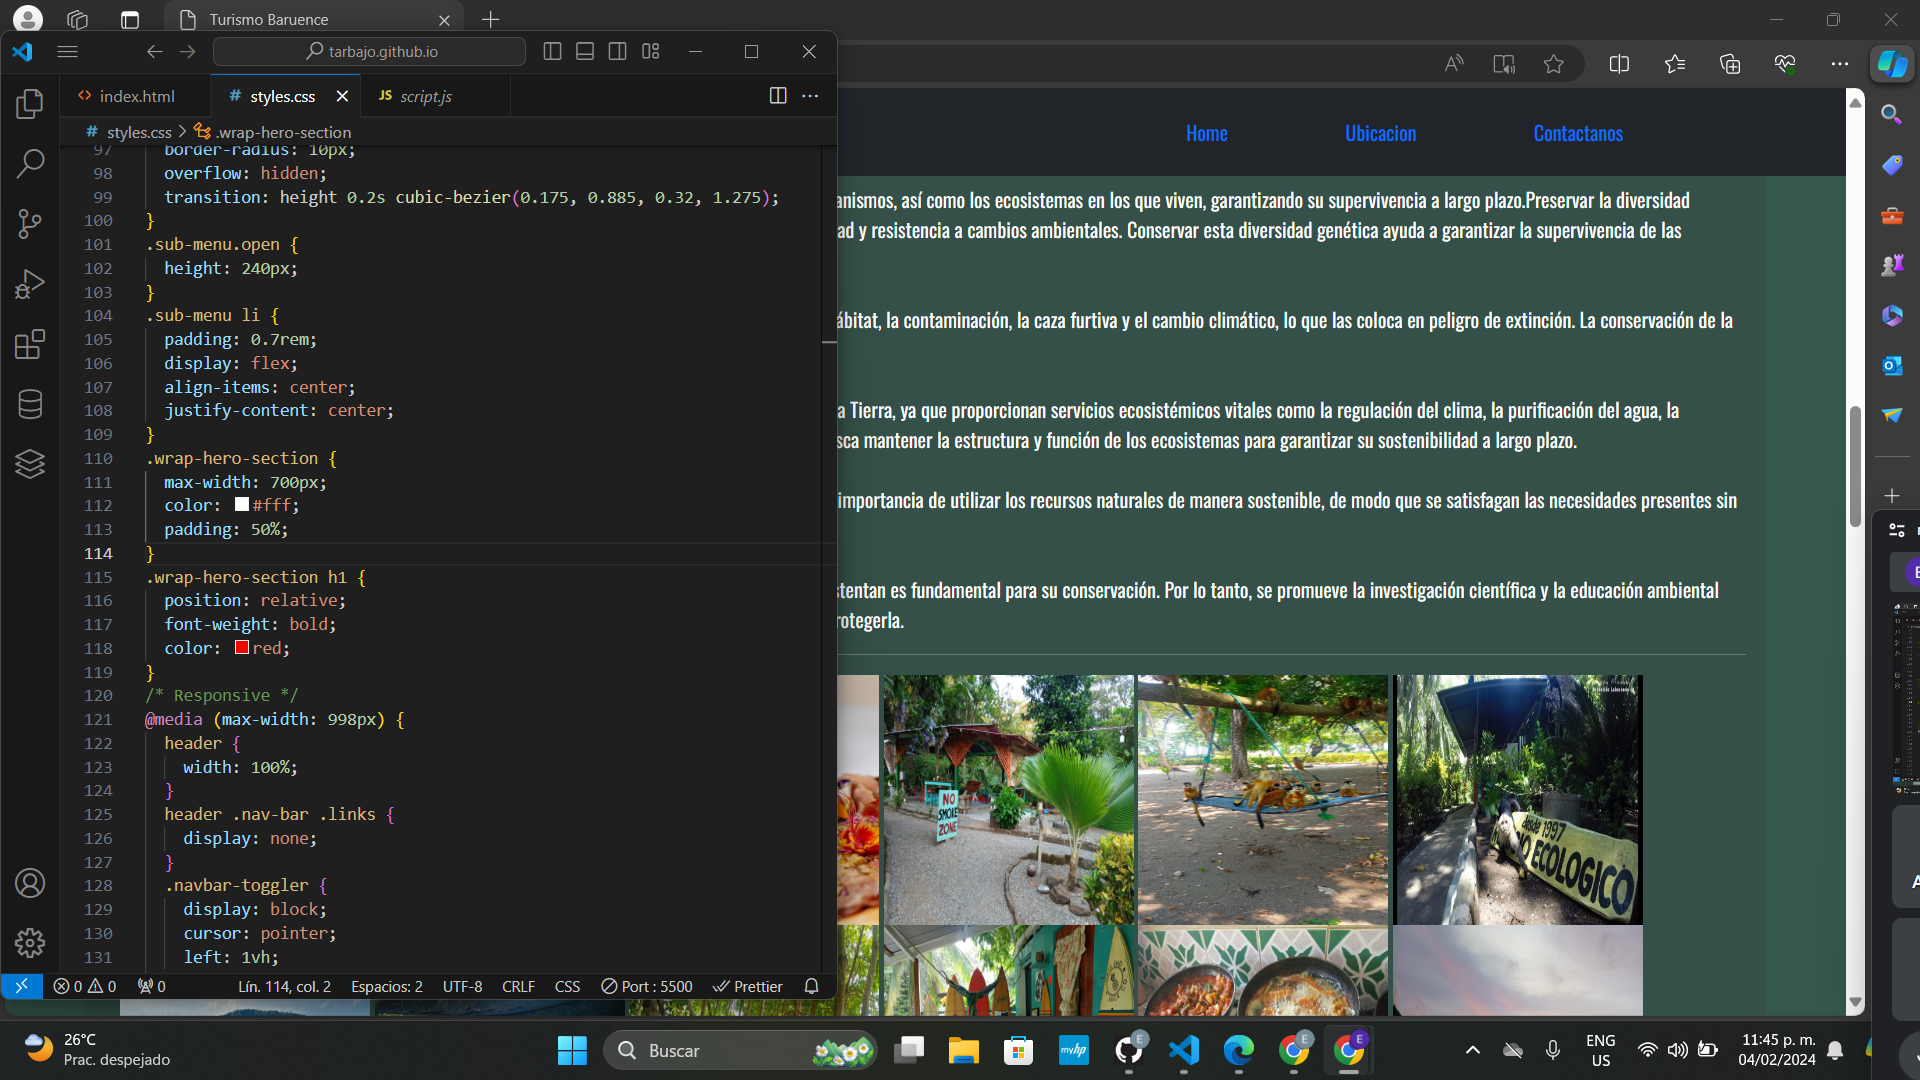 Turismo Baruence
tarbajo.github.io
index.html
# styles.css
JS script.js
# styles.css > .wrap-hero-section
97 border-radius: 10px;
98 overflow: hidden;
99 transition: height 0.2s cubic-bezier(0.175, 0.885, 0.32, 1.275);
100 }
101 .sub-menu.open {
102 height: 240px;
103 }
104 .sub-menu li {
105 padding: 0.7rem;
106 display: flex;
107 align-items: center;
108 justify-content: center;
109 }
110 .wrap-hero-section {
111 max-width: 700px;
112 color: #fff;
113 padding: 50%;
114 }
115 .wrap-hero-section h1 {
116 position: relative;
117 font-weight: bold;
118 color: red;
119 }
120 /* Responsive */
121 @media (max-width: 998px) {
122 header {
123 width: 100%;
124 }
125 header .nav-bar .links {
126 display: none;
127 }
128 .navbar-toggler {
129 display: block;
130 cursor: pointer;
131 left: 1vh;
0 0 0
Lín. 114, col. 2
Espacios: 2
UTF-8
CRLF
CSS
Port : 5500
Prettier
Home
Ubicacion
Contactanos
anismos, así como los ecosistemas en los que viven, garantizando su supervivencia a largo plazo.Preservar la diversidad
ad y resistencia a cambios ambientales. Conservar esta diversidad genética ayuda a garantizar la supervivencia de las
ábitat, la contaminación, la caza furtiva y el cambio climático, lo que las coloca en peligro de extinción. La conservación de la
a Tierra, ya que proporcionan servicios ecosistémicos vitales como la regulación del clima, la purificación del agua, la
sca mantener la estructura y función de los ecosistemas para garantizar su sostenibilidad a largo plazo.
importancia de utilizar los recursos naturales de manera sostenible, de modo que se satisfagan las necesidades presentes sin
stentan es fundamental para su conservación. Por lo tanto, se promueve la investigación científica y la educación ambiental
rotegerla.
NO
SMOKE
ZONE
desde 1997
ECOLOGICO
26°C
Prac. despejado
Buscar
myhp
E
E
E
ENG
US
11:45 p. m.
04/02/2024